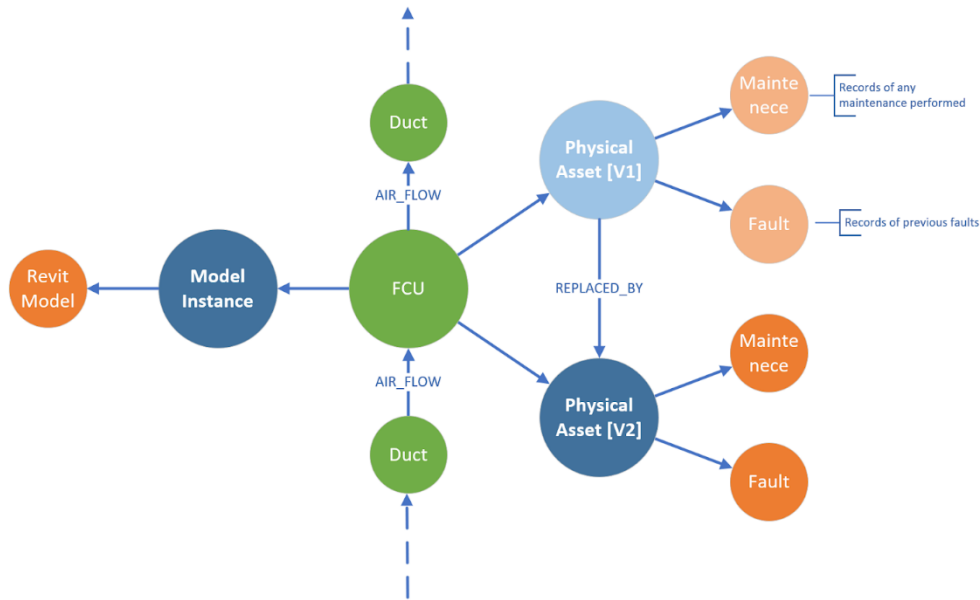 Duct
AIR_FLOW
Physical
Asset [V1]
Mainte
nece
Records of any
maintenance performed
Fault
Records of previous faults
Revit
Model
Model
Instance
FCU
REPLACED_BY
AIR_FLOW
Duct
Physical
Asset [V2]
Mainte
nece
Fault